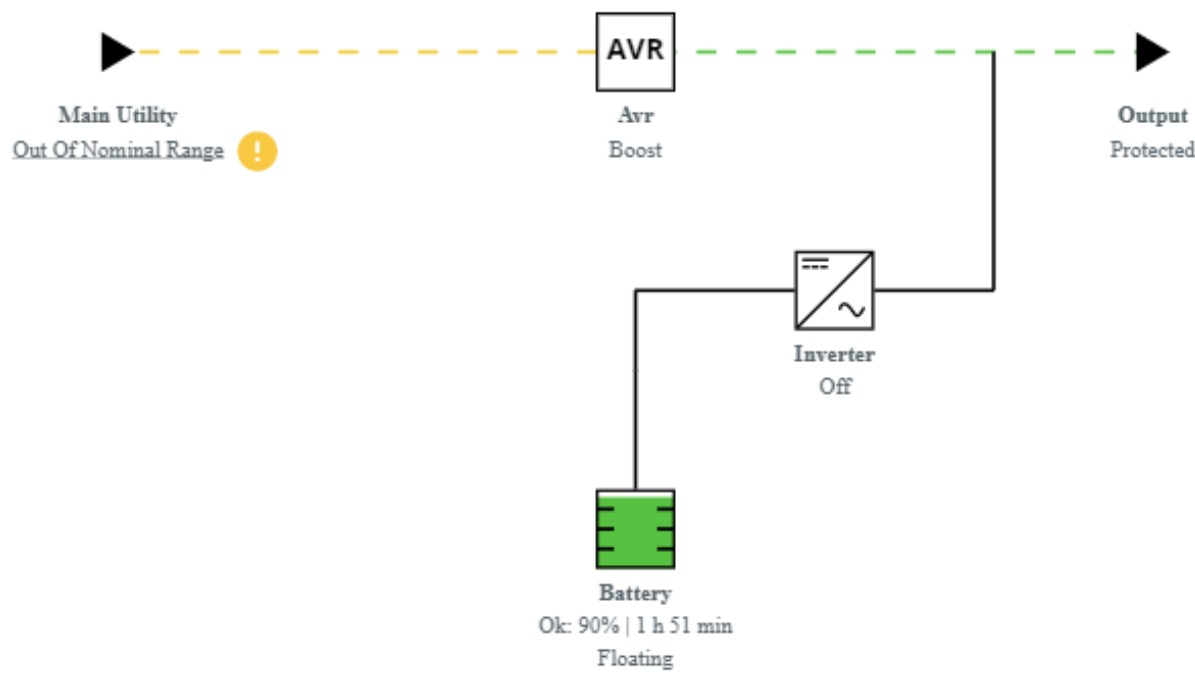 AVR
Main Utility
Out Of Nominal Range !
Avr
Boost
Output
Protected
Inverter
Off
Battery
Ok: 90% | 1 h 51 min
Floating